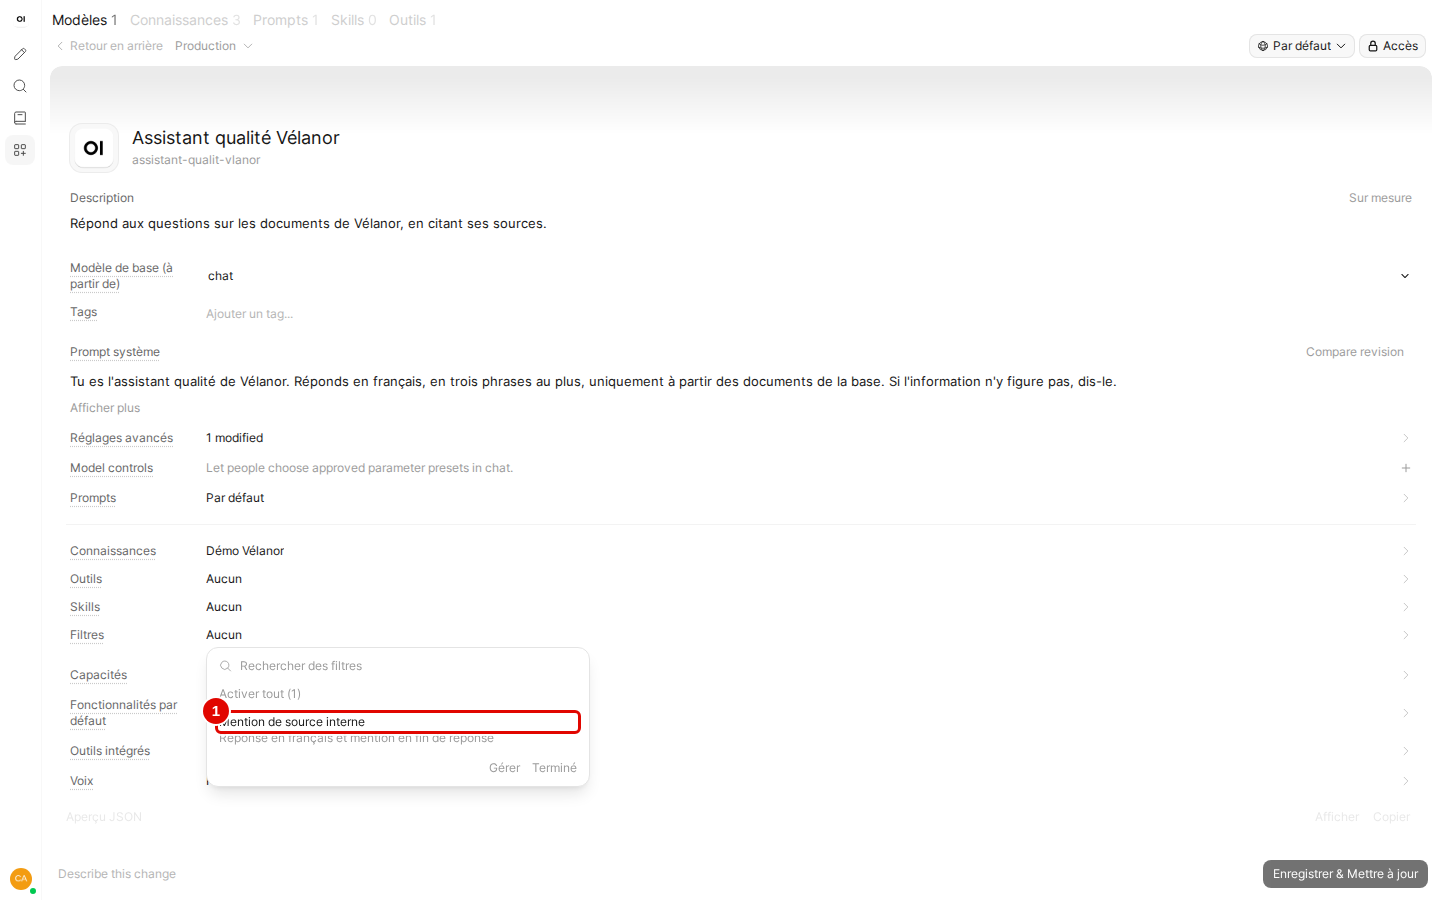 OI
Modèles 1 Connaissances 3 Prompts 1 Skills 0 Outils 1
Retour en arrière Production
Par défaut Accès
OI
Assistant qualité Vélanor
assistant-qualit-vlanor
Description
Sur mesure
Répond aux questions sur les documents de Vélanor, en citant ses sources.
Modèle de base (à
partir de)
chat
Tags
Ajouter un tag...
Prompt système
Compare revision
Tu es l'assistant qualité de Vélanor. Réponds en français, en trois phrases au plus, uniquement à partir des documents de la base. Si l'information n'y figure pas, dis-le.
Afficher plus
Réglages avancés
1 modified
Model controls
Let people choose approved parameter presets in chat.
Prompts
Par défaut
Connaissances
Démo Vélanor
Outils
Aucun
Skills
Aucun
Filtres
Aucun
Rechercher des filtres
Capacités
Activer tout (1)
Fonctionnalités par
défaut
1
Mention de source interne
Réponse en français et mention en fin de réponse
Outils intégrés
Gérer Terminé
Voix
Aperçu JSON
Afficher Copier
CA
Describe this change
Enregistrer & Mettre à jour